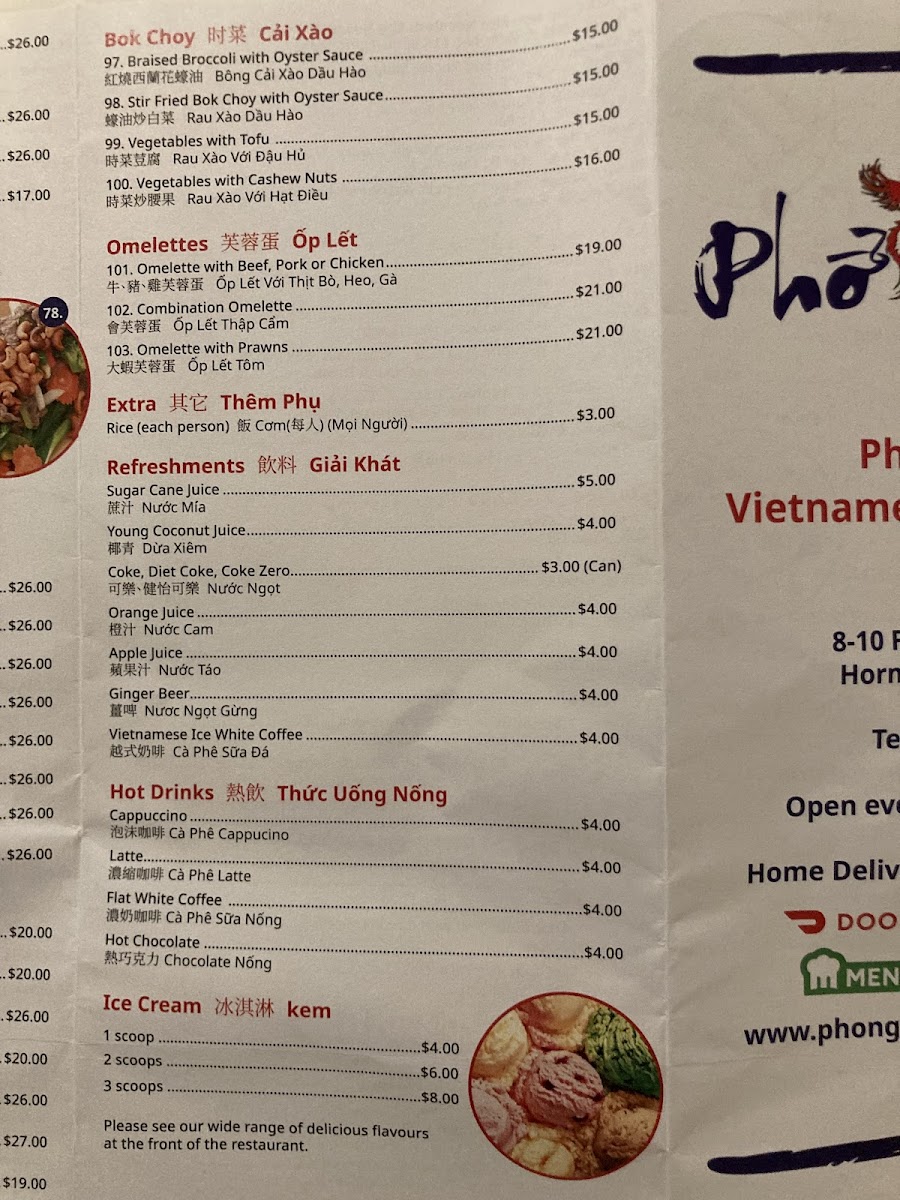 ..$26.00
..$26.00
..$26.00
..$17.00
78.
..$26.00
..$26.00
..$26.00
..$26.00
..$26.00
..$26.00
..$26.00
..$26.00
..$20.00
..$20.00
..$26.00
..$20.00
..$26.00
..$27.00
..$19.00
Bok Choy 时菜 Cải Xào
97. Braised Broccoli with Oyster Sauce ........ $15.00
紅燒西蘭花蠔油 Bông Cải Xào Dầu Hào
98. Stir Fried Bok Choy with Oyster Sauce ........ $15.00
蠔油炒白菜 Rau Xào Dầu Hào
99. Vegetables with Tofu ........ $15.00
時菜荳腐 Rau Xào Với Đậu Hủ
100. Vegetables with Cashew Nuts ........ $16.00
時菜炒腰果 Rau Xào Với Hạt Điều
Omelettes 芙蓉蛋 Ốp Lết
101. Omelette with Beef, Pork or Chicken ........ $19.00
牛、豬、雞芙蓉蛋 Ốp Lết Với Thịt Bò, Heo, Gà
102. Combination Omelette ........ $21.00
會芙蓉蛋 Ốp Lết Thập Cẩm
103. Omelette with Prawns ........ $21.00
大蝦芙蓉蛋 Ốp Lết Tôm
Extra 其它 Thêm Phụ
Rice (each person) 飯 Cơm(每人) (Mọi Người) ........ $3.00
Refreshments 飲料 Giải Khát
Sugar Cane Juice ........ $5.00
蔗汁 Nước Mía
Young Coconut Juice ........ $4.00
椰青 Dừa Xiêm
Coke, Diet Coke, Coke Zero ........ $3.00 (Can)
可樂、健怡可樂 Nước Ngọt
Orange Juice ........ $4.00
橙汁 Nước Cam
Apple Juice ........ $4.00
蘋果汁 Nước Táo
Ginger Beer ........ $4.00
薑啤 Nươc Ngọt Gừng
Vietnamese Ice White Coffee ........ $4.00
越式奶啡 Cà Phê Sữa Đá
Hot Drinks 熱飲 Thức Uống Nống
Cappuccino ........ $4.00
泡沫咖啡 Cà Phê Cappucino
Latte ........ $4.00
濃縮咖啡 Cà Phê Latte
Flat White Coffee ........ $4.00
濃奶咖啡 Cà Phê Sữa Nống
Hot Chocolate ........ $4.00
熱巧克力 Chocolate Nống
Ice Cream 冰淇淋 kem
1 scoop ........ $4.00
2 scoops ........ $6.00
3 scoops ........ $8.00
Please see our wide range of delicious flavours
at the front of the restaurant.
Phở
Ph
Vietname
8-10 F
Horn
Te
Open eve
Home Deliv
DOO
MEN
www.phong